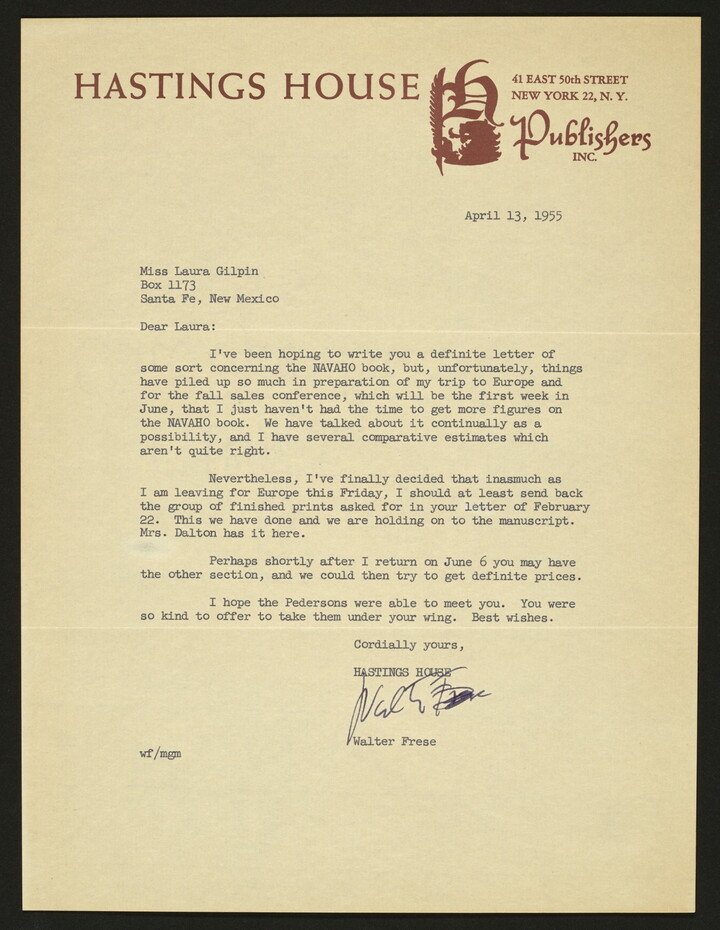 HASTINGS HOUSE
41 EAST 50th STREET
NEW YORK 22, N. Y.
Publishers
INC.
April 13, 1955
Miss Laura Gilpin
Box 1173
Santa Fe, New Mexico
Dear Laura:
I've been hoping to write you a definite letter of
some sort concerning the NAVAHO book, but, unfortunately, things
have piled up so much in preparation of my trip to Europe and
for the fall sales conference, which will be the first week in
June, that I just haven't had the time to get more figures on
the NAVAHO book. We have talked about it continually as a
possibility, and I have several comparative estimates which
aren't quite right.
Nevertheless, I've finally decided that inasmuch as
I am leaving for Europe this Friday, I should at least send back
the group of finished prints asked for in your letter of February
22. This we have done and we are holding on to the manuscript.
Mrs. Dalton has it here.
Perhaps shortly after I return on June 6 you may have
the other section, and we could then try to get definite prices.
I hope the Pedersons were able to meet you. You were
so kind to offer to take them under your wing. Best wishes.
Cordially yours,
HASTINGS HOUSE
Walter Frese
Walter Frese
wf/mgm